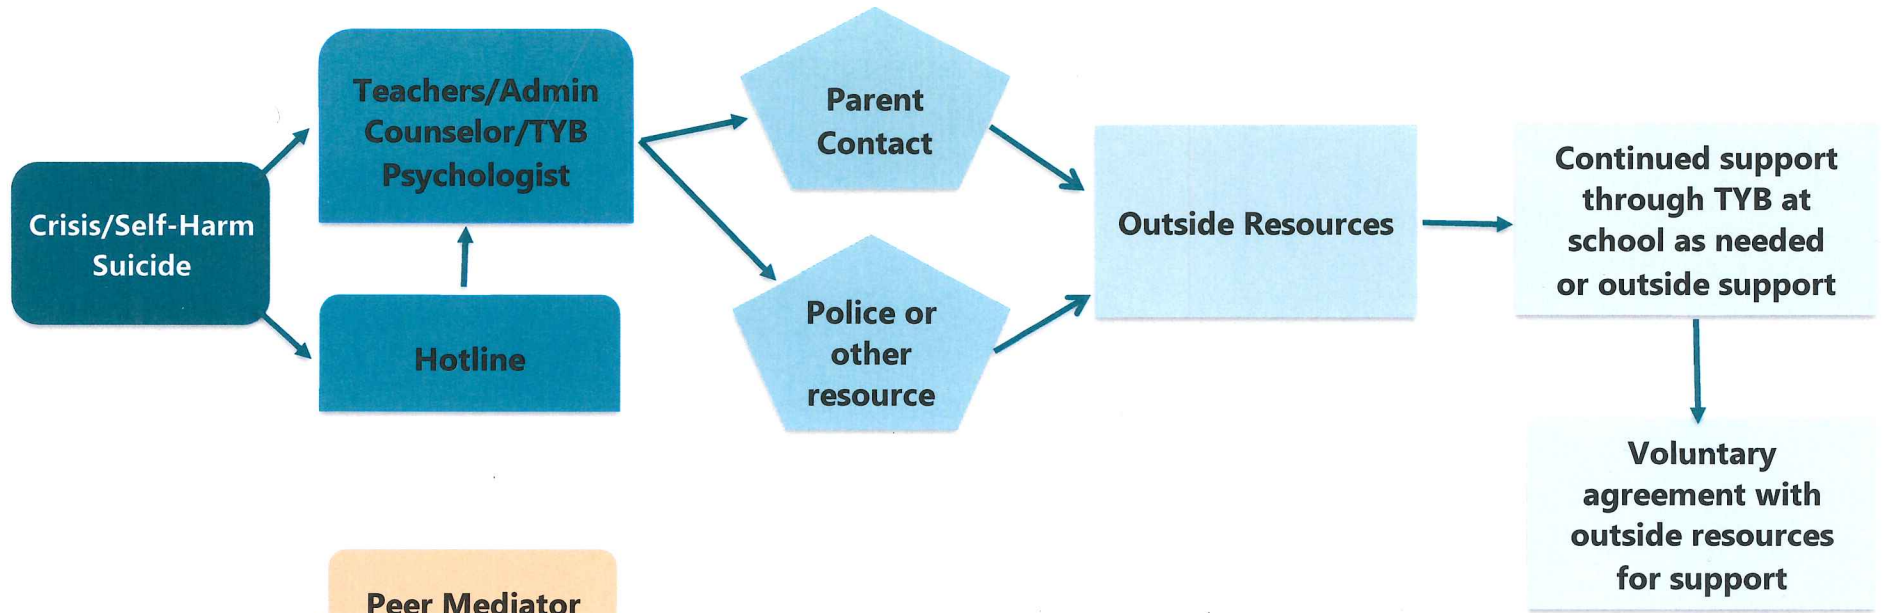 Crisis/Self-Harm
Suicide
Teachers/Admin
Counselor/TYB
Psychologist
Hotline
Parent
Contact
Police or
other
resource
Outside Resources
Continued support
through TYB at
school as needed
or outside support
Voluntary
agreement with
outside resources
for support
Peer Mediator